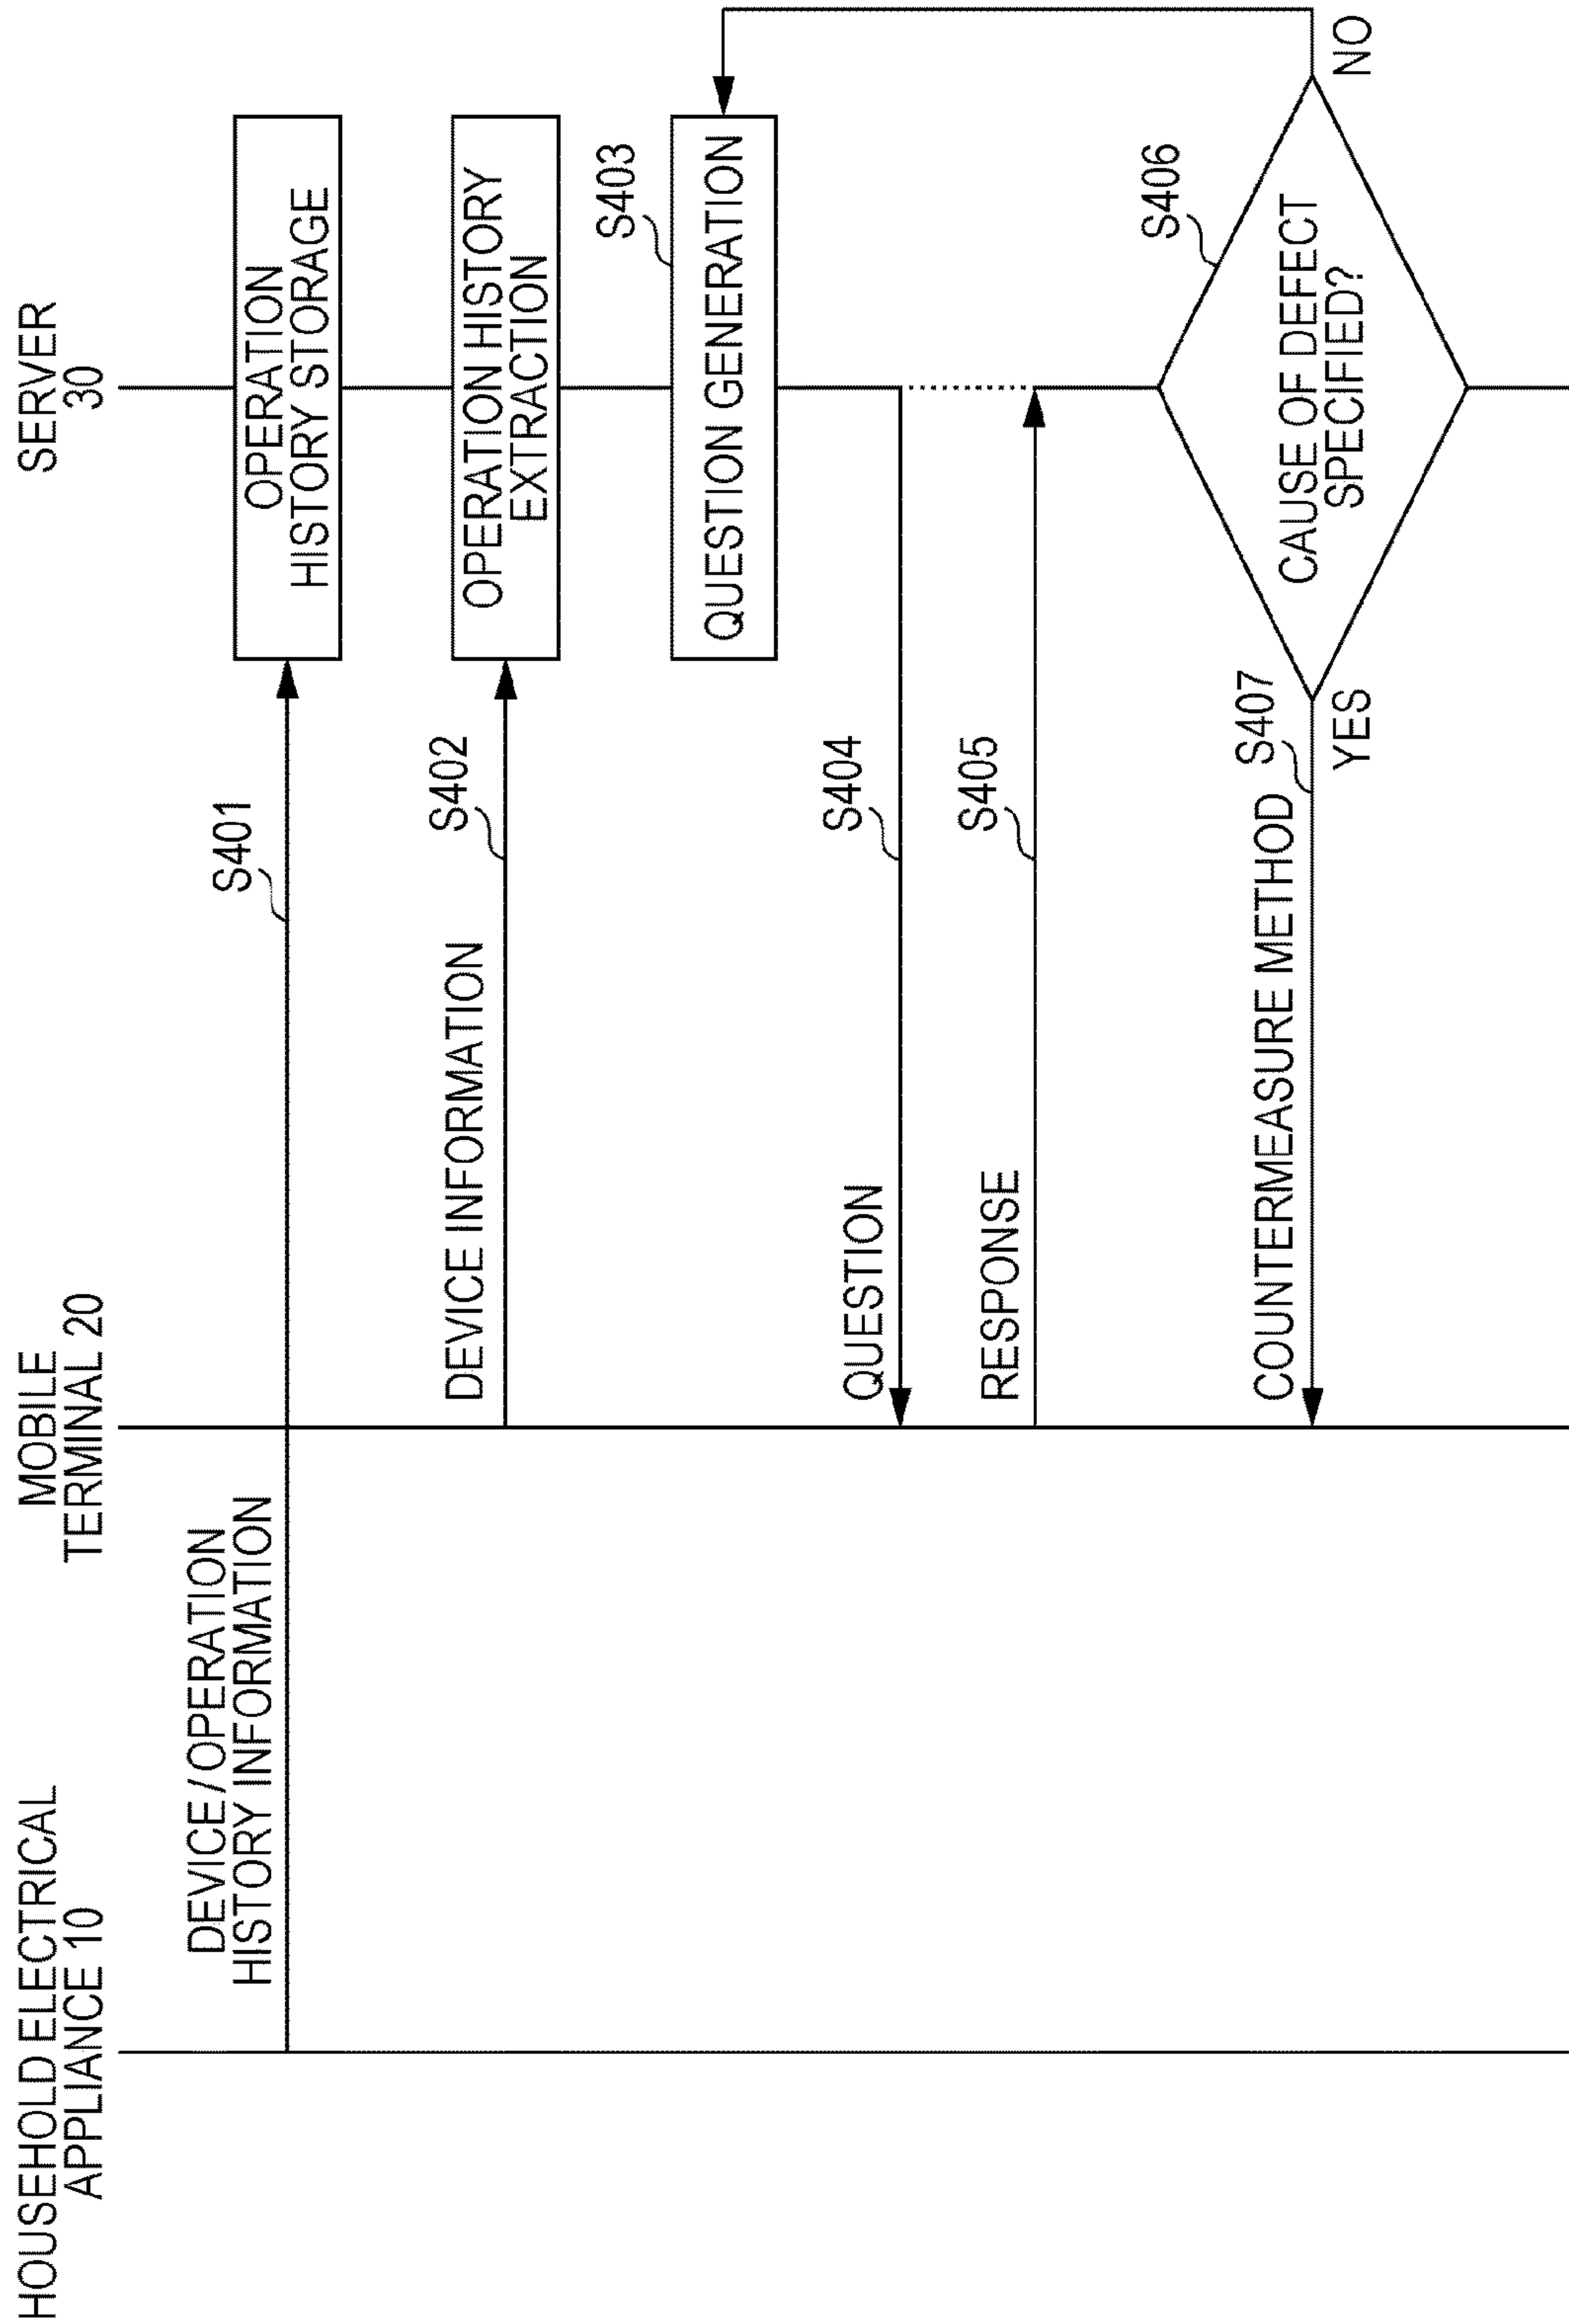 HOUSEHOLD ELECTRICAL
APPLIANCE 10
MOBILE
TERMINAL 20
SERVER
30
DEVICE/OPERATION
HISTORY INFORMATION
S401
OPERATION
HISTORY STORAGE
DEVICE INFORMATION
S402
OPERATION HISTORY
EXTRACTION
S403
QUESTION GENERATION
QUESTION
S404
RESPONSE
S405
S406
CAUSE OF DEFECT
SPECIFIED?
NO
COUNTERMEASURE METHOD
S407
YES